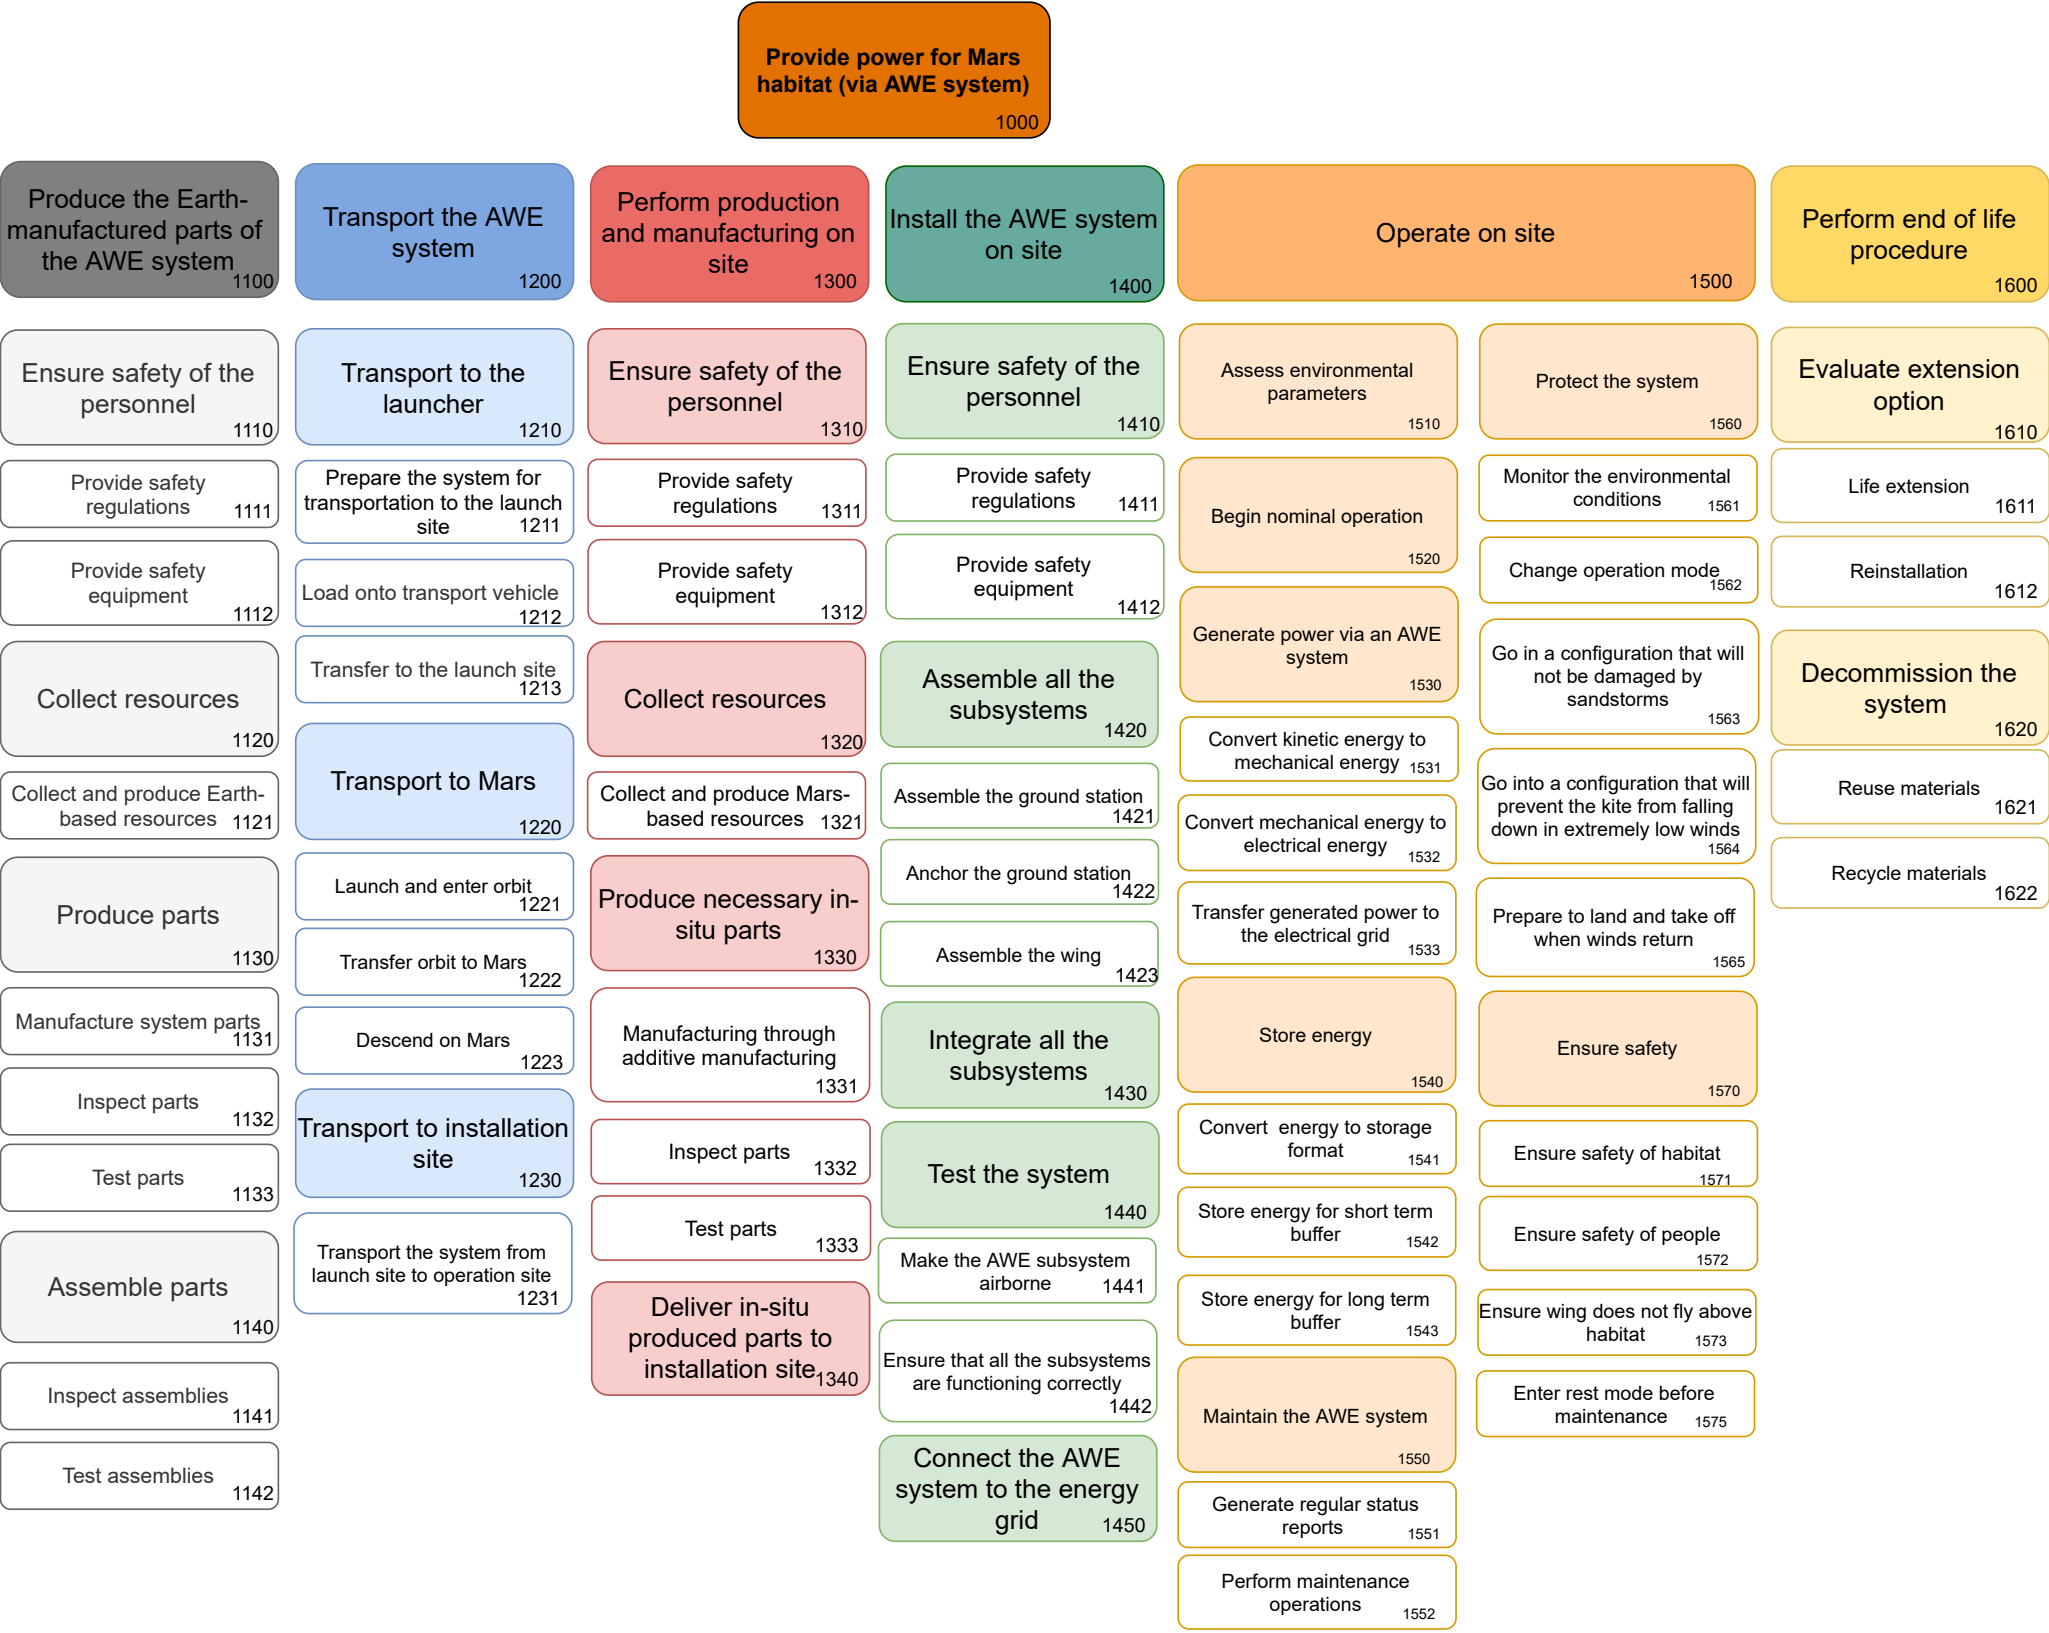 Provide power for Mars
habitat (via AWE system)
1000
Produce the Earth-
manufactured parts of
the AWE system
1100
Ensure safety of the
personnel
1110
Provide safety
regulations
1111
Provide safety
equipment
1112
Collect resources
1120
Collect and produce Earth-
based resources 1121
Produce parts
1130
Manufacture system parts
1131
Inspect parts
1132
Test parts
1133
Assemble parts
1140
Inspect assemblies
1141
Test assemblies
1142
Transport the AWE
system
1200
Transport to the
launcher
1210
Prepare the system for
transportation to the launch
site
1211
Load onto transport vehicle
1212
Transfer to the launch site
1213
Transport to Mars
1220
Launch and enter orbit
1221
Transfer orbit to Mars
1222
Descend on Mars
1223
Transport to installation
site
1230
Transport the system from
launch site to operation site
1231
Perform production
and manufacturing on
site
1300
Ensure safety of the
personnel
1310
Provide safety
regulations
1311
Provide safety
equipment
1312
Collect resources
1320
Collect and produce Mars-
based resources 1321
Produce necessary in-
situ parts
1330
Manufacturing through
additive manufacturing
1331
Inspect parts
1332
Test parts
1333
Deliver in-situ
produced parts to
installation site
1340
Install the AWE system
on site
1400
Ensure safety of the
personnel
1410
Provide safety
regulations
1411
Provide safety
equipment
1412
Assemble all the
subsystems
1420
Assemble the ground station
1421
Anchor the ground station
1422
Assemble the wing
1423
Integrate all the
subsystems
1430
Test the system
1440
Make the AWE subsystem
airborne
1441
Ensure that all the subsystems
are functioning correctly
1442
Connect the AWE
system to the energy
grid
1450
Operate on site
1500
Assess environmental
parameters
1510
Begin nominal operation
1520
Generate power via an AWE
system
1530
Convert kinetic energy to
mechanical energy 1531
Convert mechanical energy to
electrical energy
1532
Transfer generated power to
the electrical grid
1533
Store energy
1540
Convert  energy to storage
format
1541
Store energy for short term
buffer
1542
Store energy for long term
buffer
1543
Maintain the AWE system
1550
Generate regular status
reports
1551
Perform maintenance
operations
1552
Protect the system
1560
Monitor the environmental
conditions
1561
Change operation mode
1562
Go in a configuration that will
not be damaged by
sandstorms
1563
Go into a configuration that will
prevent the kite from falling
down in extremely low winds
1564
Prepare to land and take off
when winds return
1565
Ensure safety
1570
Ensure safety of habitat
1571
Ensure safety of people
1572
Ensure wing does not fly above
habitat
1573
Enter rest mode before
maintenance
1575
Perform end of life
procedure
1600
Evaluate extension
option
1610
Life extension
1611
Reinstallation
1612
Decommission the
system
1620
Reuse materials
1621
Recycle materials
1622